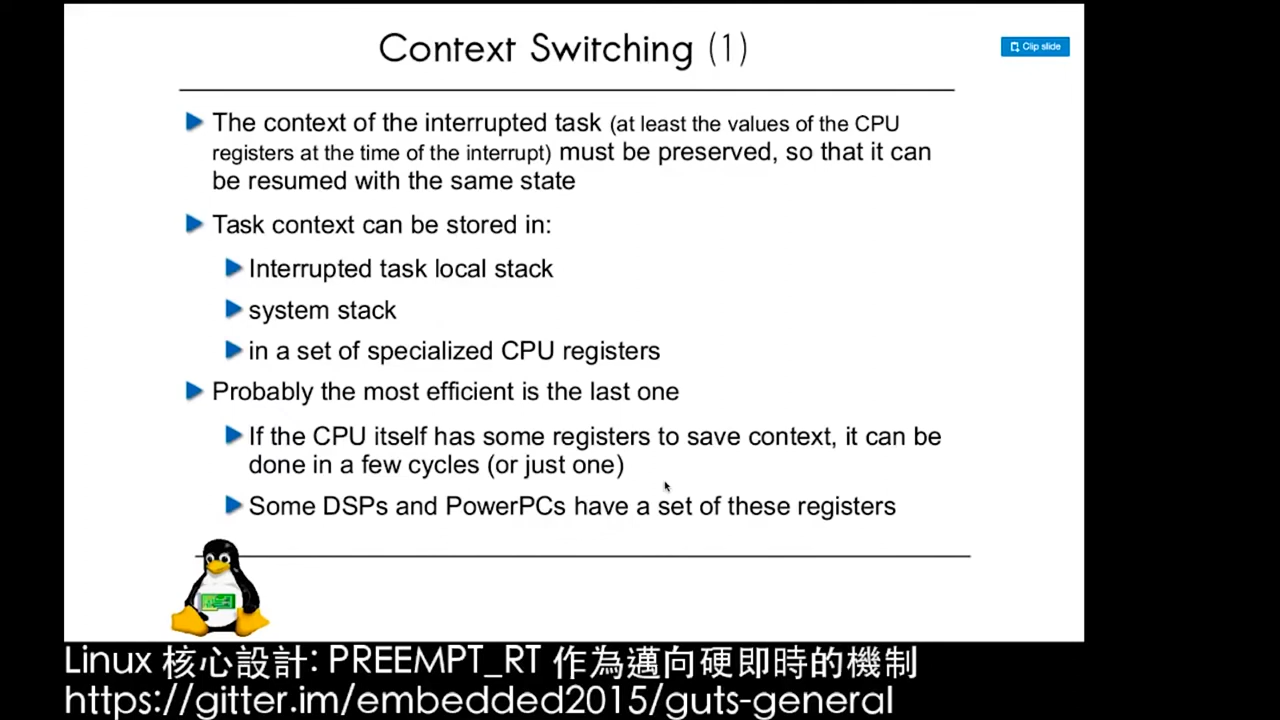 Context Switching (1)
Clip slide
The context of the interrupted task (at least the values of the CPU
registers at the time of the interrupt) must be preserved, so that it can
be resumed with the same state
Task context can be stored in:
Interrupted task local stack
system stack
in a set of specialized CPU registers
Probably the most efficient is the last one
If the CPU itself has some registers to save context, it can be
done in a few cycles (or just one)
Some DSPs and PowerPCs have a set of these registers
Linux 核心設計: PREEMPT_RT 作為邁向硬即時的機制
https://gitter.im/embedded2015/guts-general